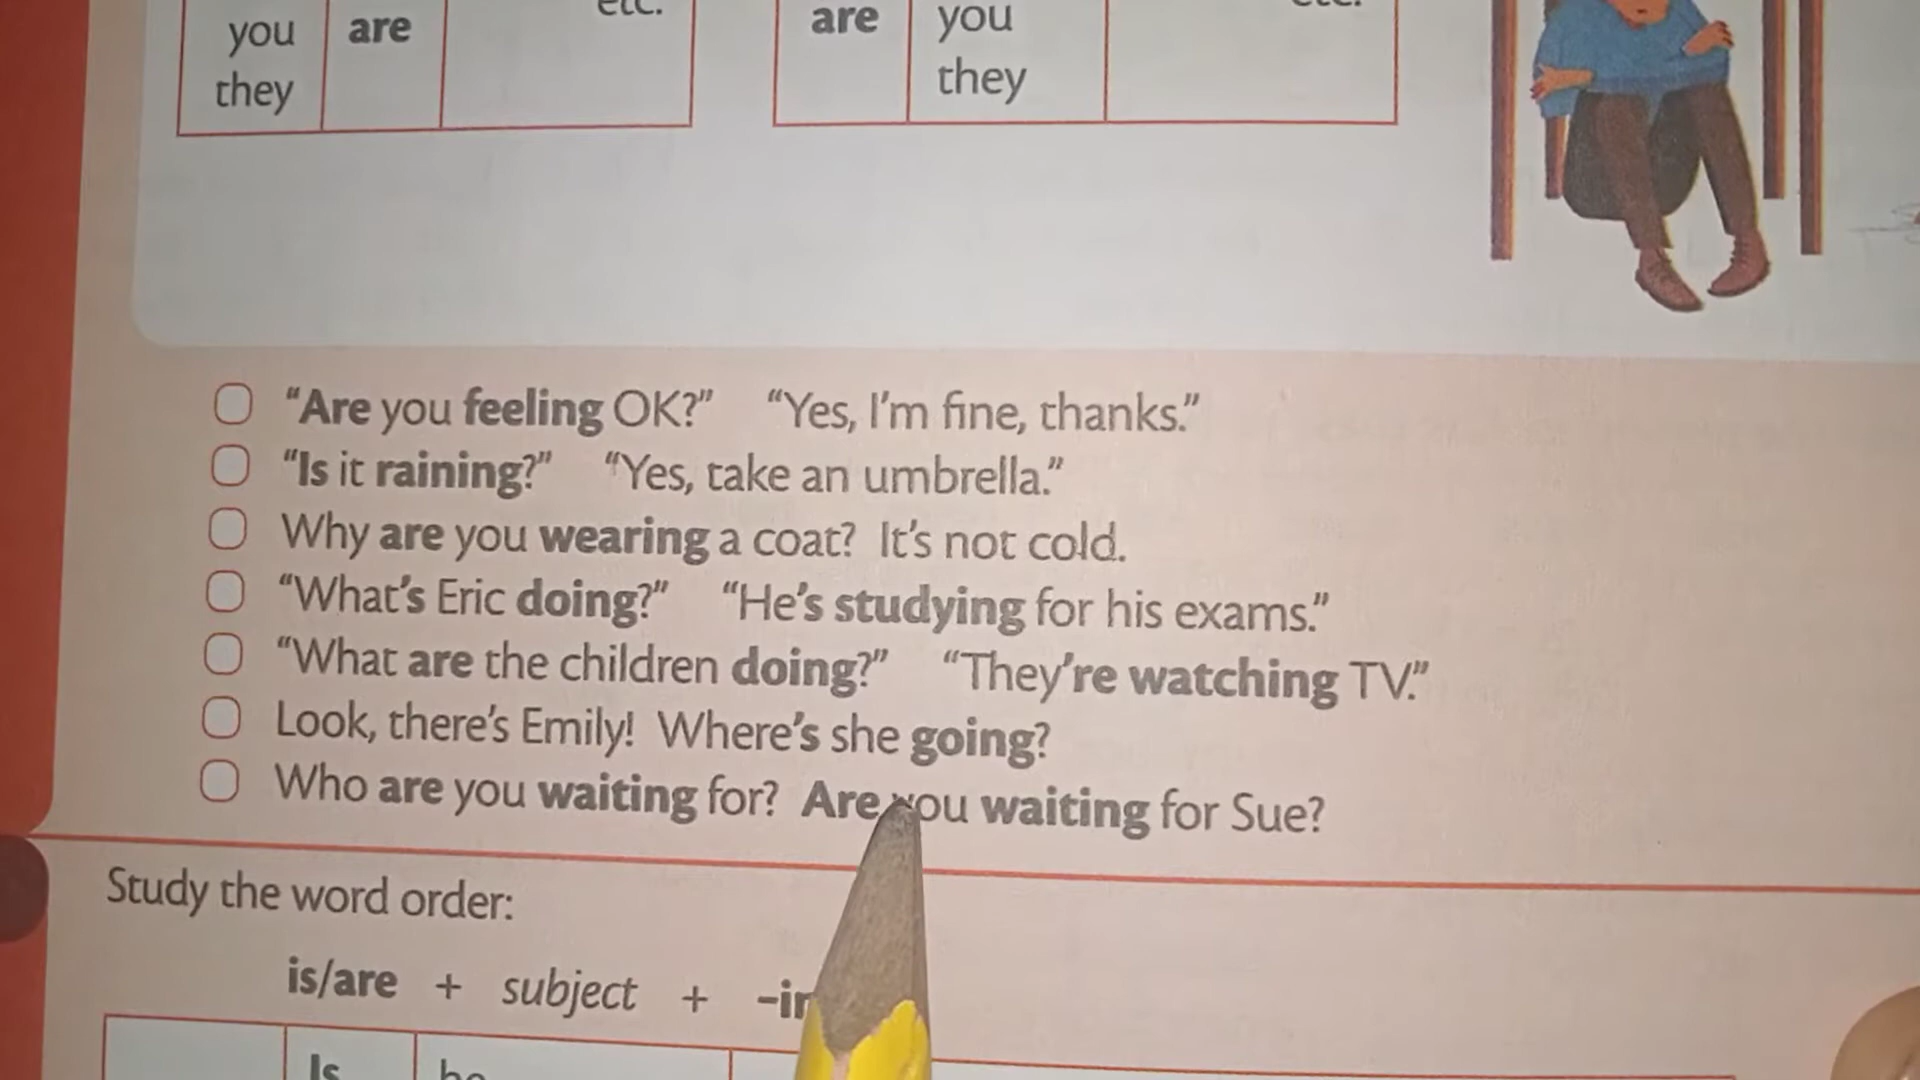 etc.
you are
they
etc.
are you
they
“Are you feeling OK?” “Yes, I’m fine, thanks.”
“Is it raining?” “Yes, take an umbrella.”
Why are you wearing a coat? It’s not cold.
“What’s Eric doing?” “He’s studying for his exams.”
“What are the children doing?” “They’re watching TV.”
Look, there’s Emily! Where’s she going?
Who are you waiting for? Are you waiting for Sue?
Study the word order:
is/are + subject +
Is